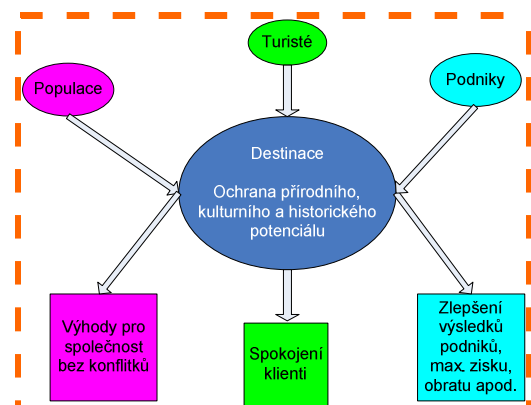 Turisté
Populace
Podniky
Destinace
Ochrana přírodního,
kulturního a historického
potenciálu
Výhody pro
společnost
bez konfliktů
Spokojení
klienti
Zlepšení
výsledků
podniků,
max. zisku,
obratu apod.